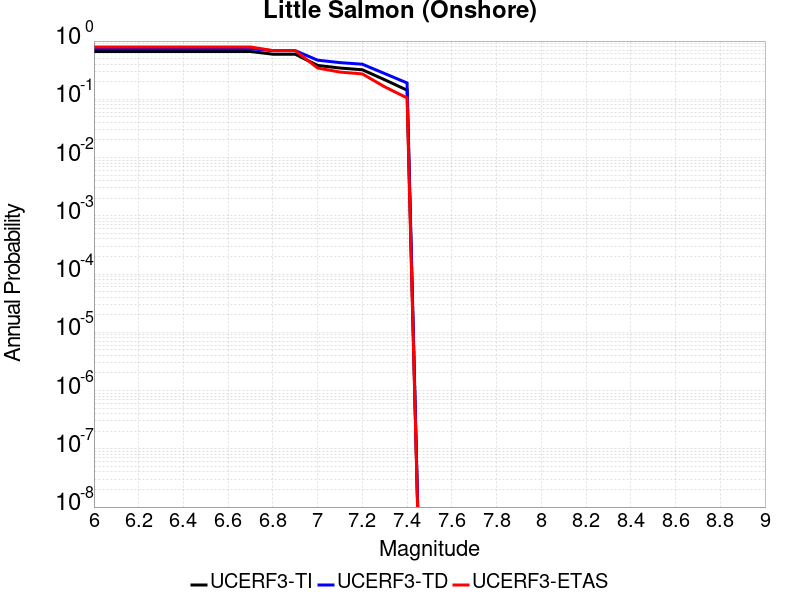 Little Salmon (Onshore)
10^0
10^-1
10^-2
10^-3
10^-4
10^-5
10^-6
10^-7
10^-8
Annual Probability
6 6.2 6.4 6.6 6.8 7 7.2 7.4 7.6 7.8 8 8.2 8.4 8.6 8.8 9
Magnitude
UCERF3-TI UCERF3-TD UCERF3-ETAS